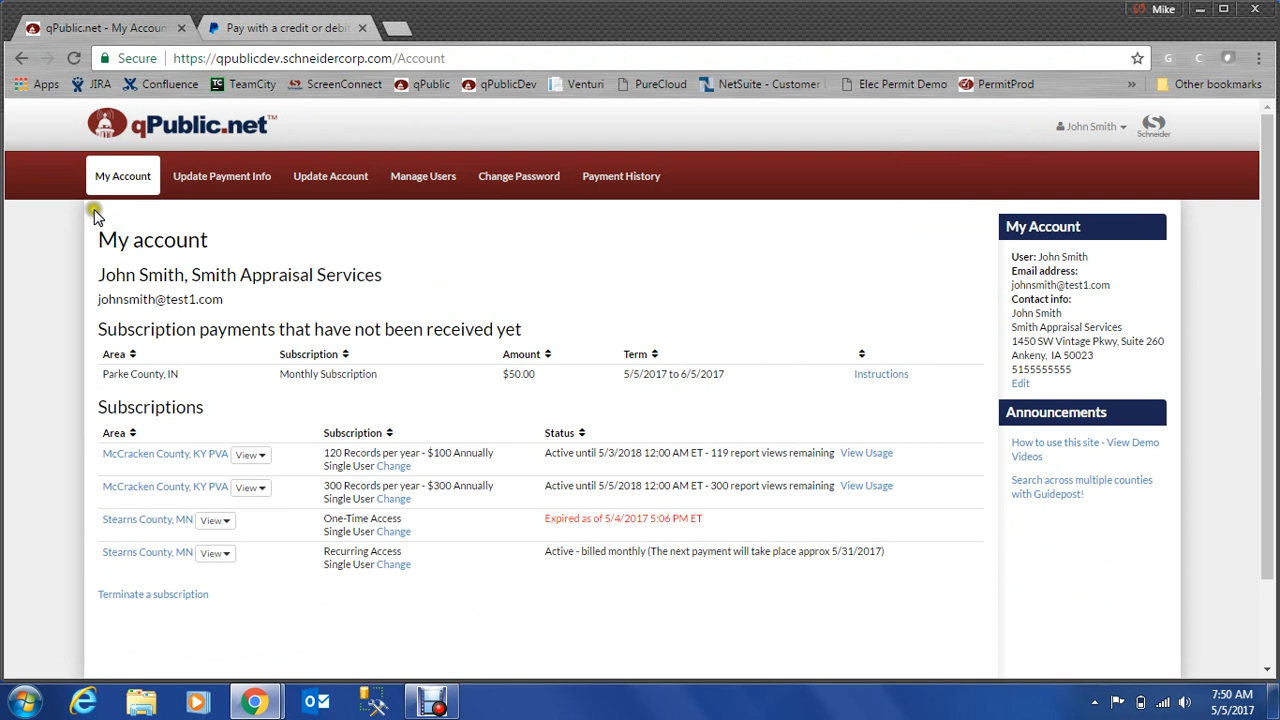 Mike
qPublic.net - My Accoun
Pay with a credit or debit
Secure https://qpublicdev.schneidercorp.com/Account
G C
Apps JIRA Confluence TC TeamCity ScreenConnect qPublic qPublicDev Venturi PureCloud NetSuite - Customer Elec Permit Demo PermitProd » Other bookmarks
qPublic.net™
John Smith
Schneider
My Account Update Payment Info Update Account Manage Users Change Password Payment History
My account
John Smith, Smith Appraisal Services
johnsmith@test1.com
Subscription payments that have not been received yet
Area Subscription Amount Term
Parke County, IN Monthly Subscription $50.00 5/5/2017 to 6/5/2017 Instructions
Subscriptions
Area Subscription Status
McCracken County, KY PVA View 120 Records per year - $100 Annually Active until 5/3/2018 12:00 AM ET - 119 report views remaining View Usage
Single User Change
McCracken County, KY PVA View 300 Records per year - $300 Annually Active until 5/5/2018 12:00 AM ET - 300 report views remaining View Usage
Single User Change
Stearns County, MN View One-Time Access Expired as of 5/4/2017 5:06 PM ET
Single User Change
Stearns County, MN View Recurring Access Active - billed monthly (The next payment will take place approx 5/31/2017)
Single User Change
Terminate a subscription
My Account
User: John Smith
Email address:
johnsmith@test1.com
Contact info:
John Smith
Smith Appraisal Services
1450 SW Vintage Pkwy, Suite 260
Ankeny, IA 50023
5155555555
Edit
Announcements
How to use this site - View Demo
Videos
Search across multiple counties
with Guidepost!
7:50 AM
5/5/2017